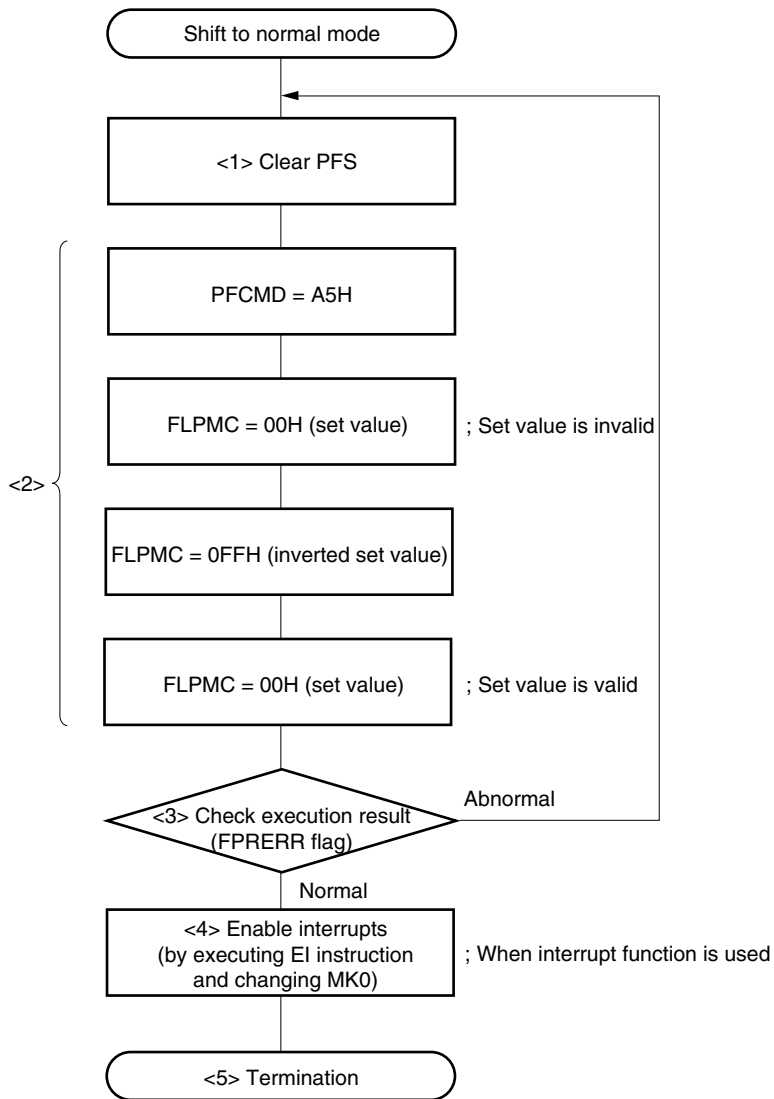 Shift to normal mode
<1> Clear PFS
PFCMD = A5H
FLPMC = 00H (set value)
; Set value is invalid
<2>
FLPMC = 0FFH (inverted set value)
FLPMC = 00H (set value)
; Set value is valid
<3> Check execution result
(FPRERR flag)
Abnormal
Normal
<4> Enable interrupts
(by executing EI instruction
and changing MK0)
; When interrupt function is used
<5> Termination